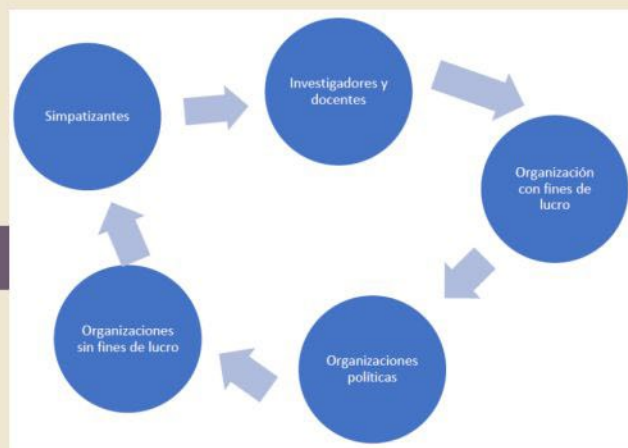 Investigadores y
docentes
Simpatizantes
Organización
con fines de
lucro
Organizaciones
sin fines de lucro
Organizaciones
políticas